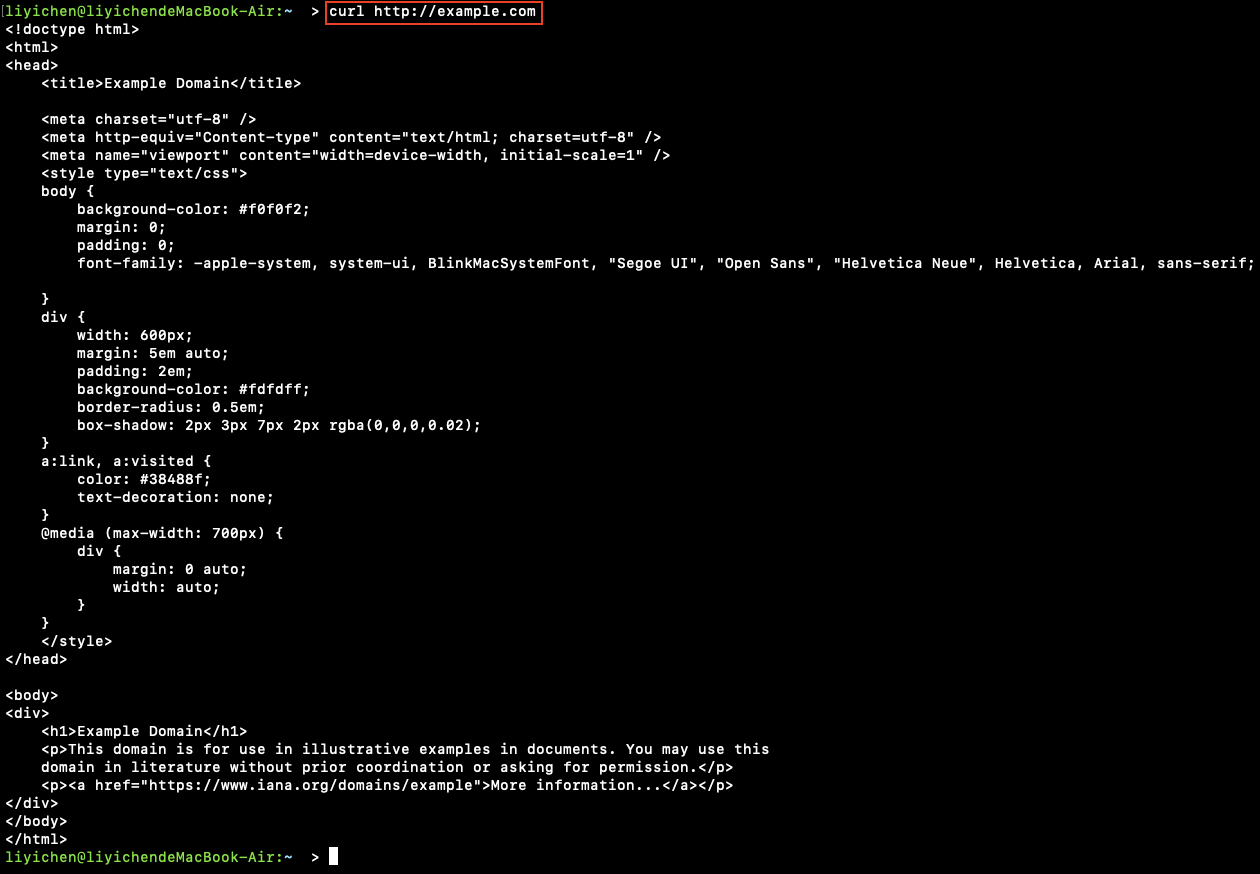 liyichen@liyichendeMacBook-Air:~  > curl http://example.com
<!doctype html>
<html>
<head>
    <title>Example Domain</title>

    <meta charset="utf-8" />
    <meta http-equiv="Content-type" content="text/html; charset=utf-8" />
    <meta name="viewport" content="width=device-width, initial-scale=1" />
    <style type="text/css">
    body {
        background-color: #f0f0f2;
        margin: 0;
        padding: 0;
        font-family: -apple-system, system-ui, BlinkMacSystemFont, "Segoe UI", "Open Sans", "Helvetica Neue", Helvetica, Arial, sans-serif;

    }
    div {
        width: 600px;
        margin: 5em auto;
        padding: 2em;
        background-color: #fdfdff;
        border-radius: 0.5em;
        box-shadow: 2px 3px 7px 2px rgba(0,0,0,0.02);
    }
    a:link, a:visited {
        color: #38488f;
        text-decoration: none;
    }
    @media (max-width: 700px) {
        div {
            margin: 0 auto;
            width: auto;
        }
    }
    </style>
</head>

<body>
<div>
    <h1>Example Domain</h1>
    <p>This domain is for use in illustrative examples in documents. You may use this
    domain in literature without prior coordination or asking for permission.</p>
    <p><a href="https://www.iana.org/domains/example">More information...</a></p>
</div>
</body>
</html>
liyichen@liyichendeMacBook-Air:~  >